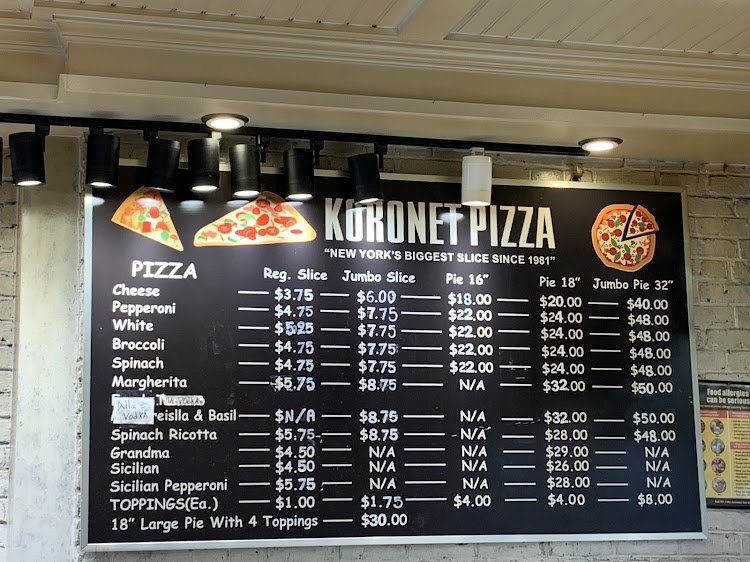 KORONET PIZZA
"NEW YORK'S BIGGEST SLICE SINCE 1981"
PIZZA Reg. Slice Jumbo Slice Pie 16" Pie 18" Jumbo Pie 32"
Cheese $3.75 $6.00 $18.00 $20.00 $40.00
Pepperoni $4.75 $7.75 $22.00 $24.00 $48.00
White $5.25 $7.75 $22.00 $24.00 $48.00
Broccoli $4.75 $7.75 $22.00 $24.00 $48.00
Spinach $4.75 $7.75 $22.00 $24.00 $48.00
Margherita $5.75 $8.75 N/A $32.00 $50.00
Alla
Vodka
& Basil $N/A $8.75 N/A $32.00 $50.00
Spinach Ricotta $5.75 $8.75 N/A $28.00 $48.00
Grandma $4.50 N/A N/A $29.00 N/A
Sicilian $4.50 N/A N/A $26.00 N/A
Sicilian Pepperoni $5.75 N/A N/A $28.00 N/A
TOPPINGS(Ea.) $1.00 $1.75 $4.00 $4.00 $8.00
18" Large Pie With 4 Toppings $30.00
Food allergies
can be serious